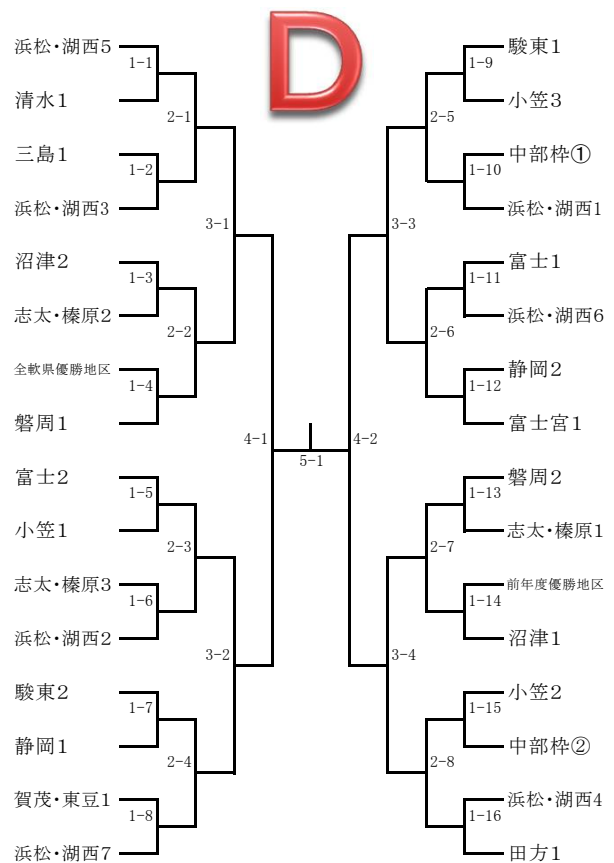 D
浜松・湖西5
1-1
清水1
2-1
三島1
1-2
浜松・湖西3
3-1
沼津2
1-3
志太・榛原2
2-2
全軟県優勝地区
1-4
磐周1
4-1
富士2
1-5
小笠1
2-3
志太・榛原3
1-6
浜松・湖西2
3-2
駿東2
1-7
静岡1
2-4
賀茂・東豆1
1-8
浜松・湖西7
5-1
駿東1
1-9
小笠3
2-5
中部枠①
1-10
浜松・湖西1
3-3
富士1
1-11
浜松・湖西6
2-6
静岡2
1-12
富士宮1
4-2
磐周2
1-13
志太・榛原1
2-7
前年度優勝地区
1-14
沼津1
3-4
小笠2
1-15
中部枠②
2-8
浜松・湖西4
1-16
田方1